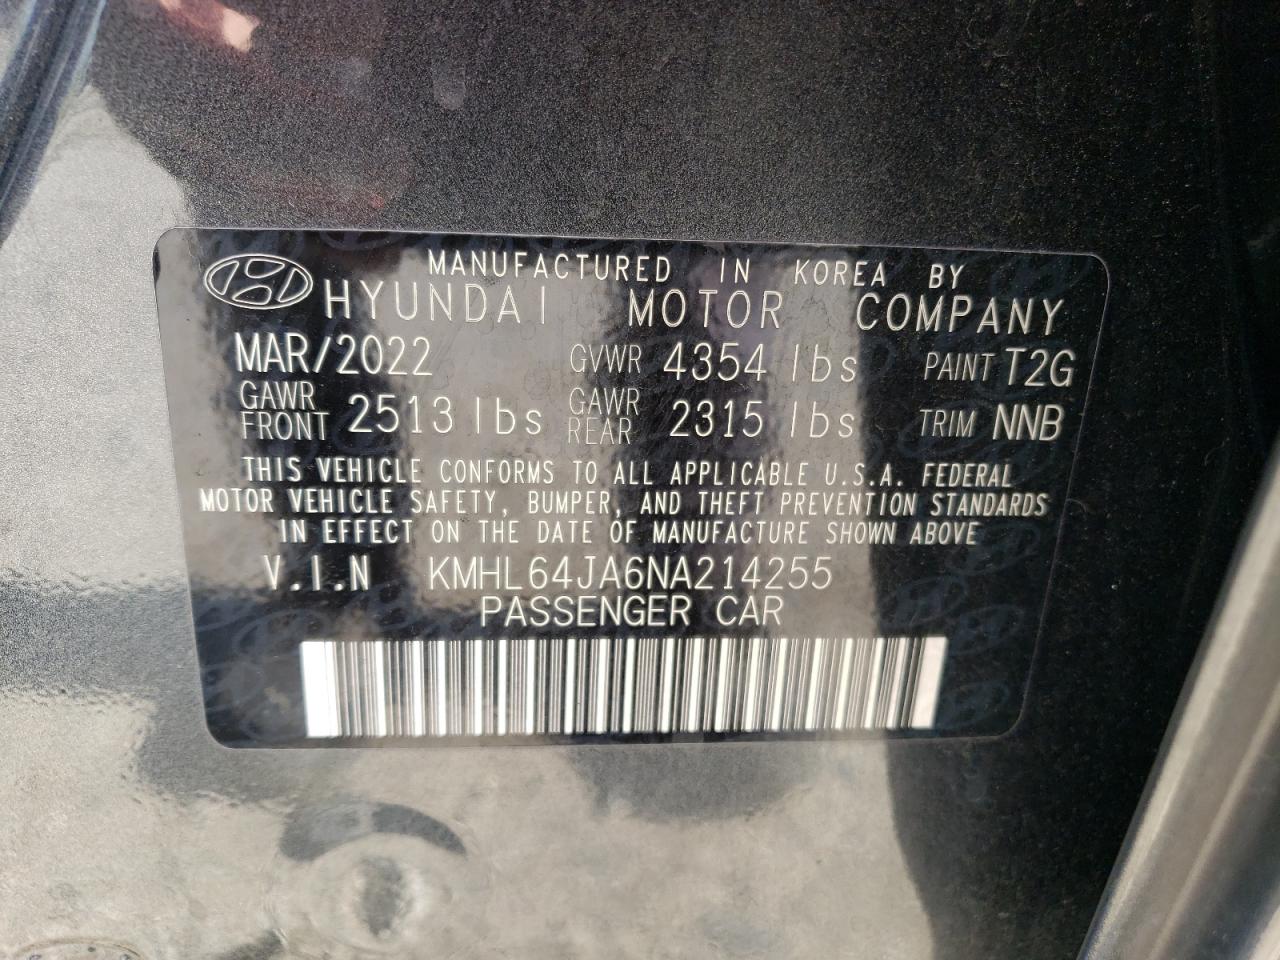 MANUFACTURED IN KOREA BY
HYUNDAI MOTOR COMPANY
MAR/2022 GVWR 4354 lbs PAINT T2G
GAWR FRONT 2513 lbs GAWR REAR 2315 lbs TRIM NNB
THIS VEHICLE CONFORMS TO ALL APPLICABLE U.S.A. FEDERAL
MOTOR VEHICLE SAFETY, BUMPER, AND THEFT PREVENTION STANDARDS
IN EFFECT ON THE DATE OF MANUFACTURE SHOWN ABOVE
V.I.N KMHL64JA6NA214255
PASSENGER CAR